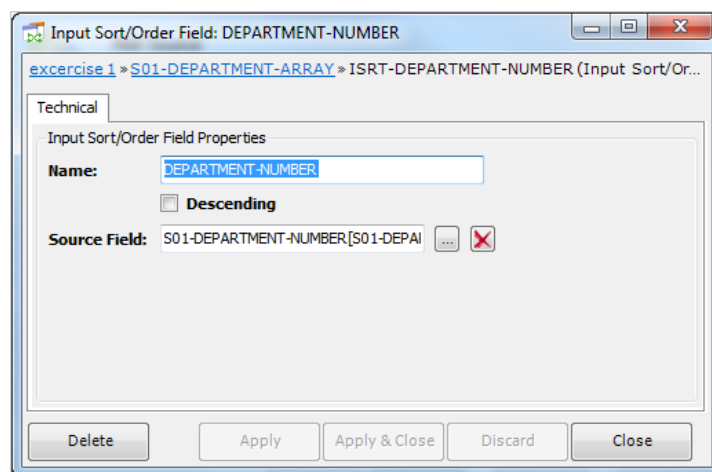 Input Sort/Order Field: DEPARTMENT-NUMBER
excercise 1 » S01-DEPARTMENT-ARRAY » ISRT-DEPARTMENT-NUMBER (Input Sort/Or...
Technical
Input Sort/Order Field Properties
Name: DEPARTMENT-NUMBER
Descending
Source Field: S01-DEPARTMENT-NUMBER[S01-DEPAI ...
Delete Apply Apply & Close Discard Close